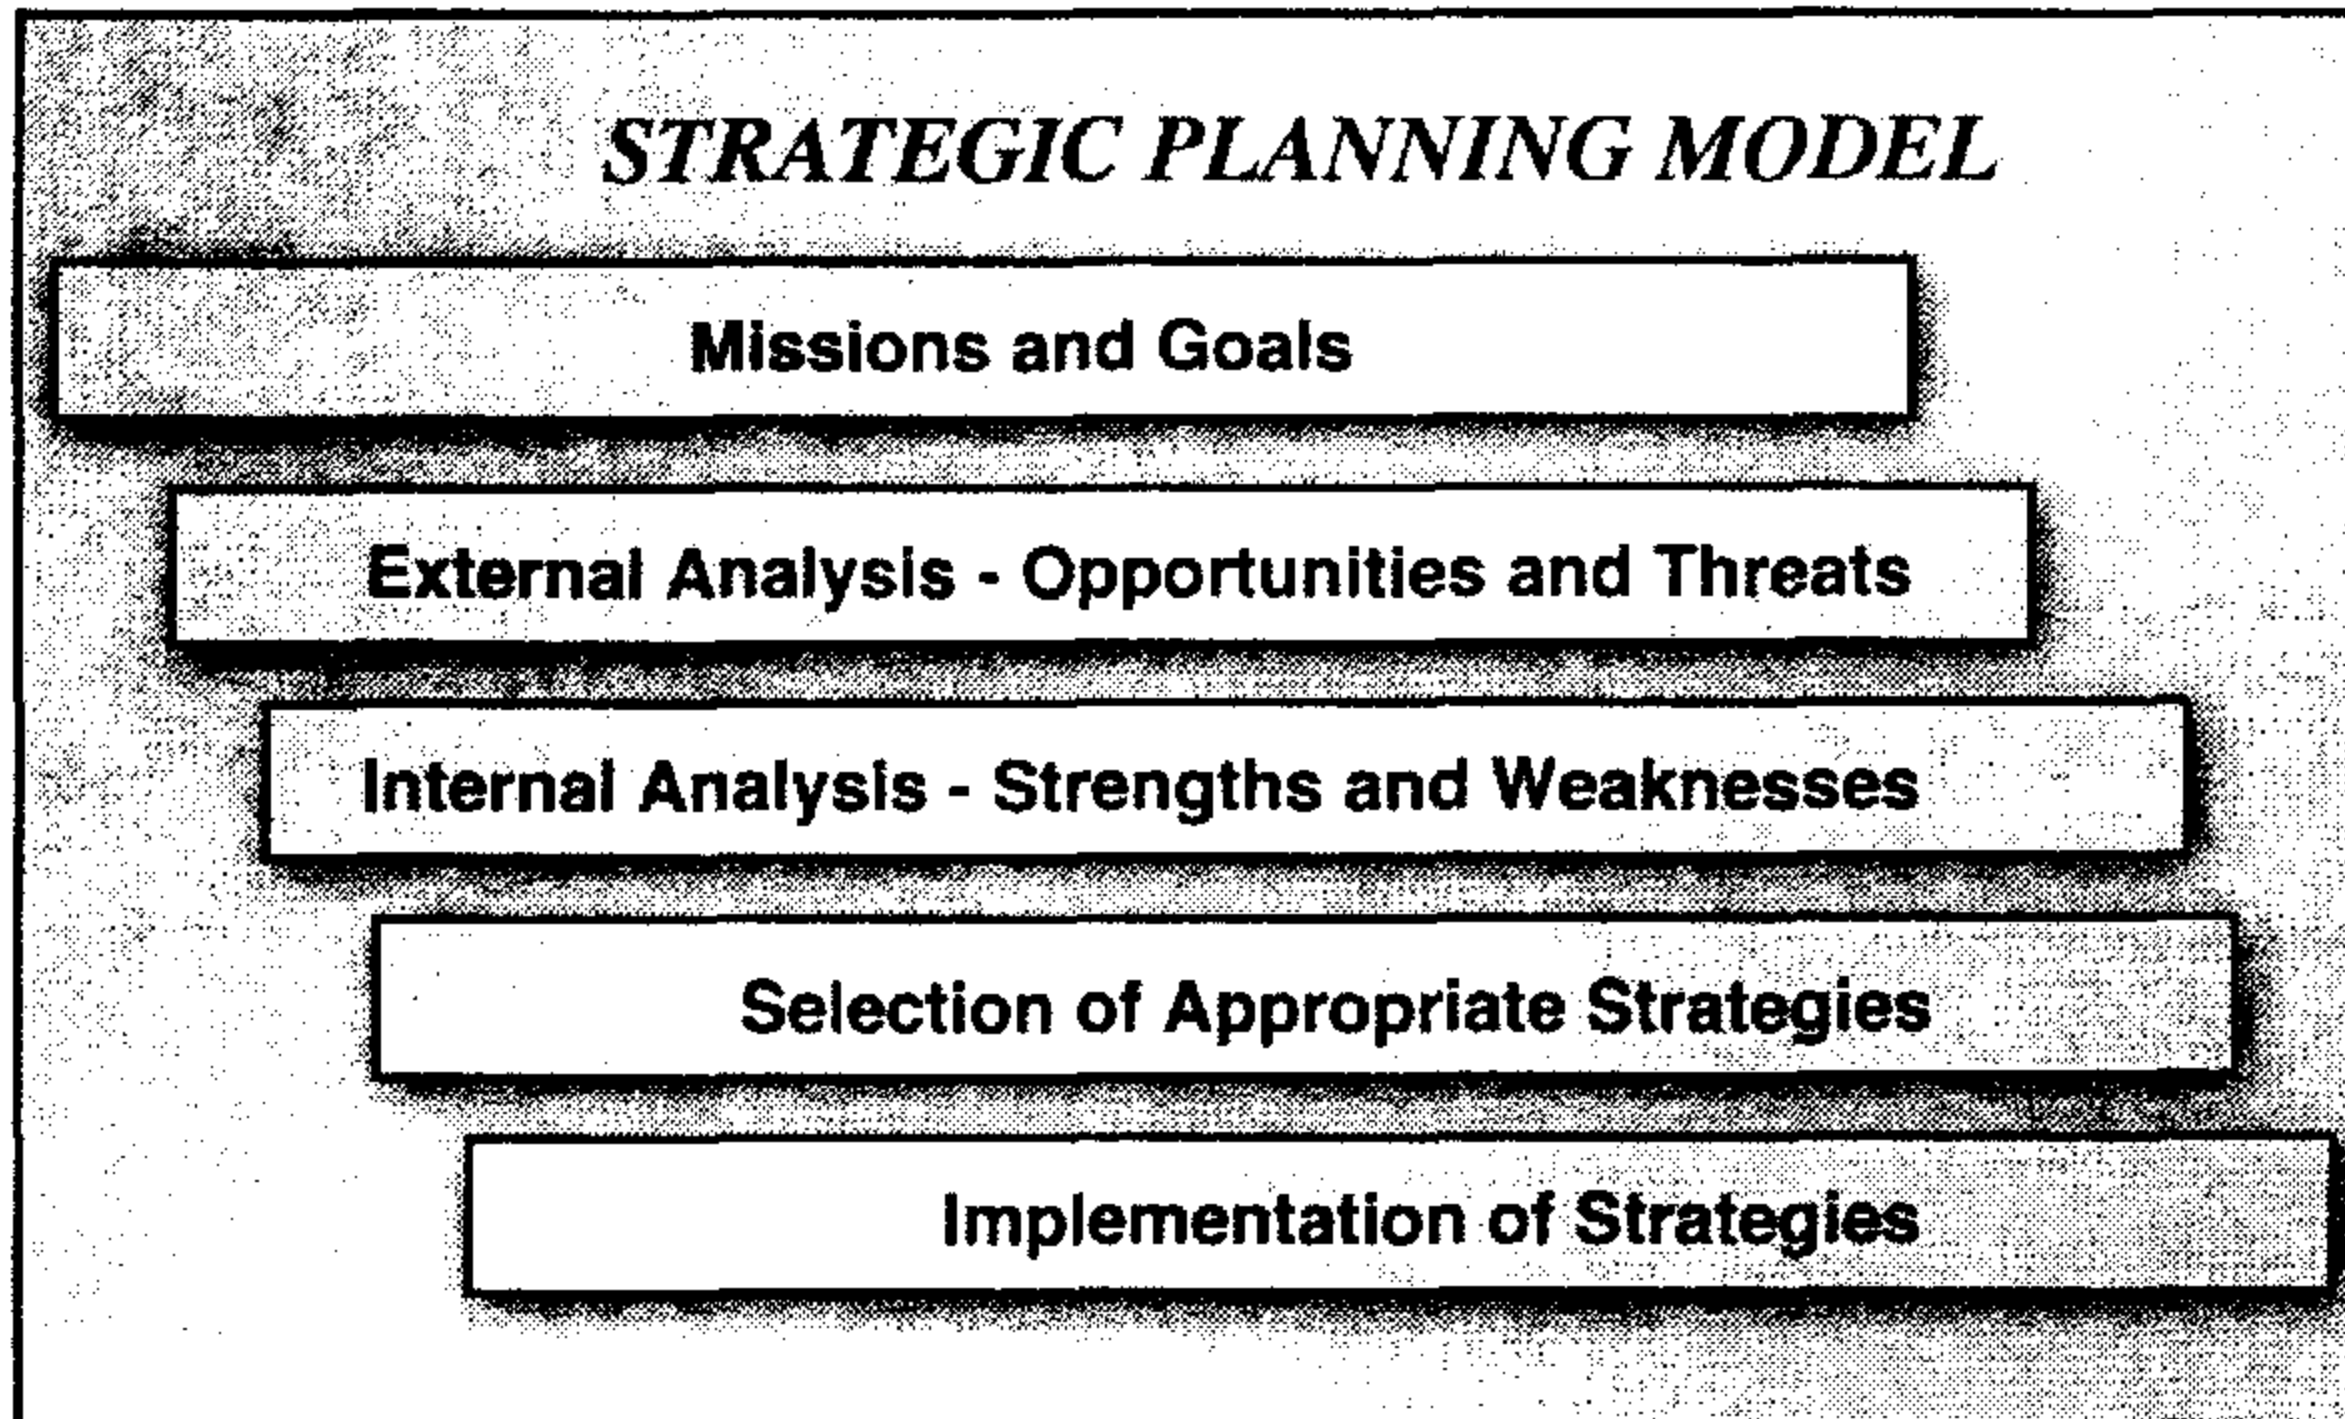 STRATEGIC PLANNING MODEL
Missions and Goals
External Analysis - Opportunities and Threats
Internal Analysis - Strengths and Weaknesses
Selection of Appropriate Strategies
Implementation of Strategies